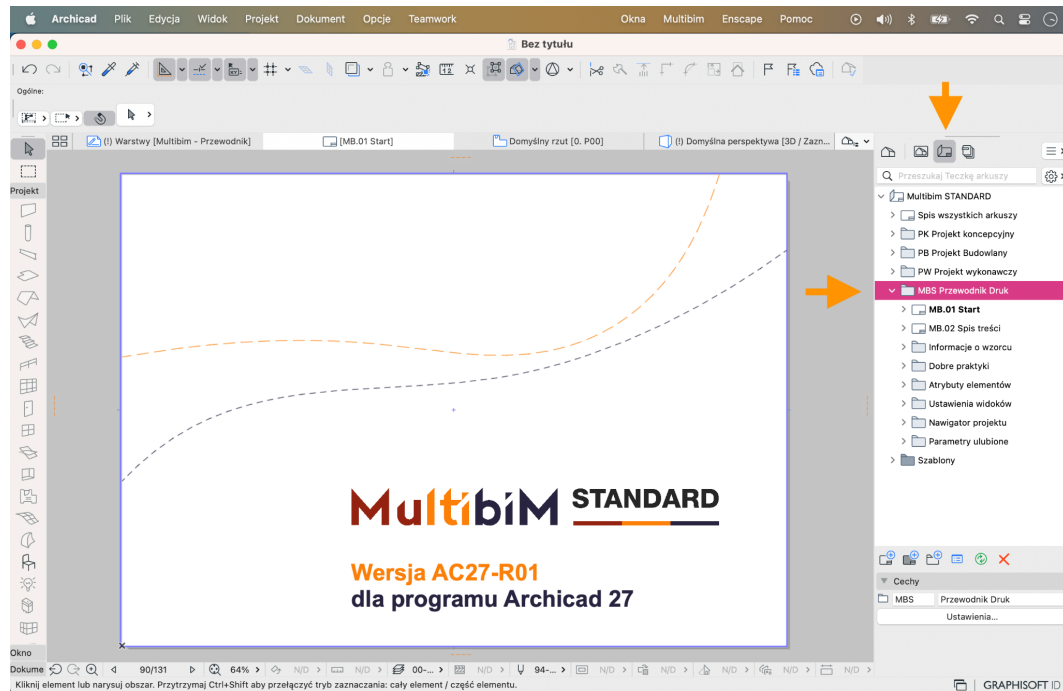 Archicad Plik Edycja Widok Projekt Dokument Opcje Teamwork Okna Multibim Enscape Pomoc
Bez tytułu
Ogólne:
(!) Warstwy [Multibim - Przewodnik] [MB.01 Start] Domyślny rzut [0. P00] (!) Domyślna perspektywa [3D / Zazn...
Projekt
Przeszukaj Teczkę arkuszy
Multibim STANDARD
Spis wszystkich arkuszy
PK Projekt koncepcyjny
PB Projekt Budowlany
PW Projekt wykonawczy
MBS Przewodnik Druk
MB.01 Start
MB.02 Spis treści
Informacje o wzorcu
Dobre praktyki
Atrybuty elementów
Ustawienia widoków
Nawigator projektu
Parametry ulubione
Szablony
MultibiM STANDARD
Wersja AC27-R01
dla programu Archicad 27
Cechy
MBS Przewodnik Druk
Ustawienia...
Okno
Dokume 90/131 64% N/D N/D 00-... N/D 94-... N/D N/D N/D N/D N/D N/D
Kliknij element lub narysuj obszar. Przytrzymaj Ctrl+Shift aby przełączyć tryb zaznaczania: cały element / część elementu.
GRAPHISOFT ID